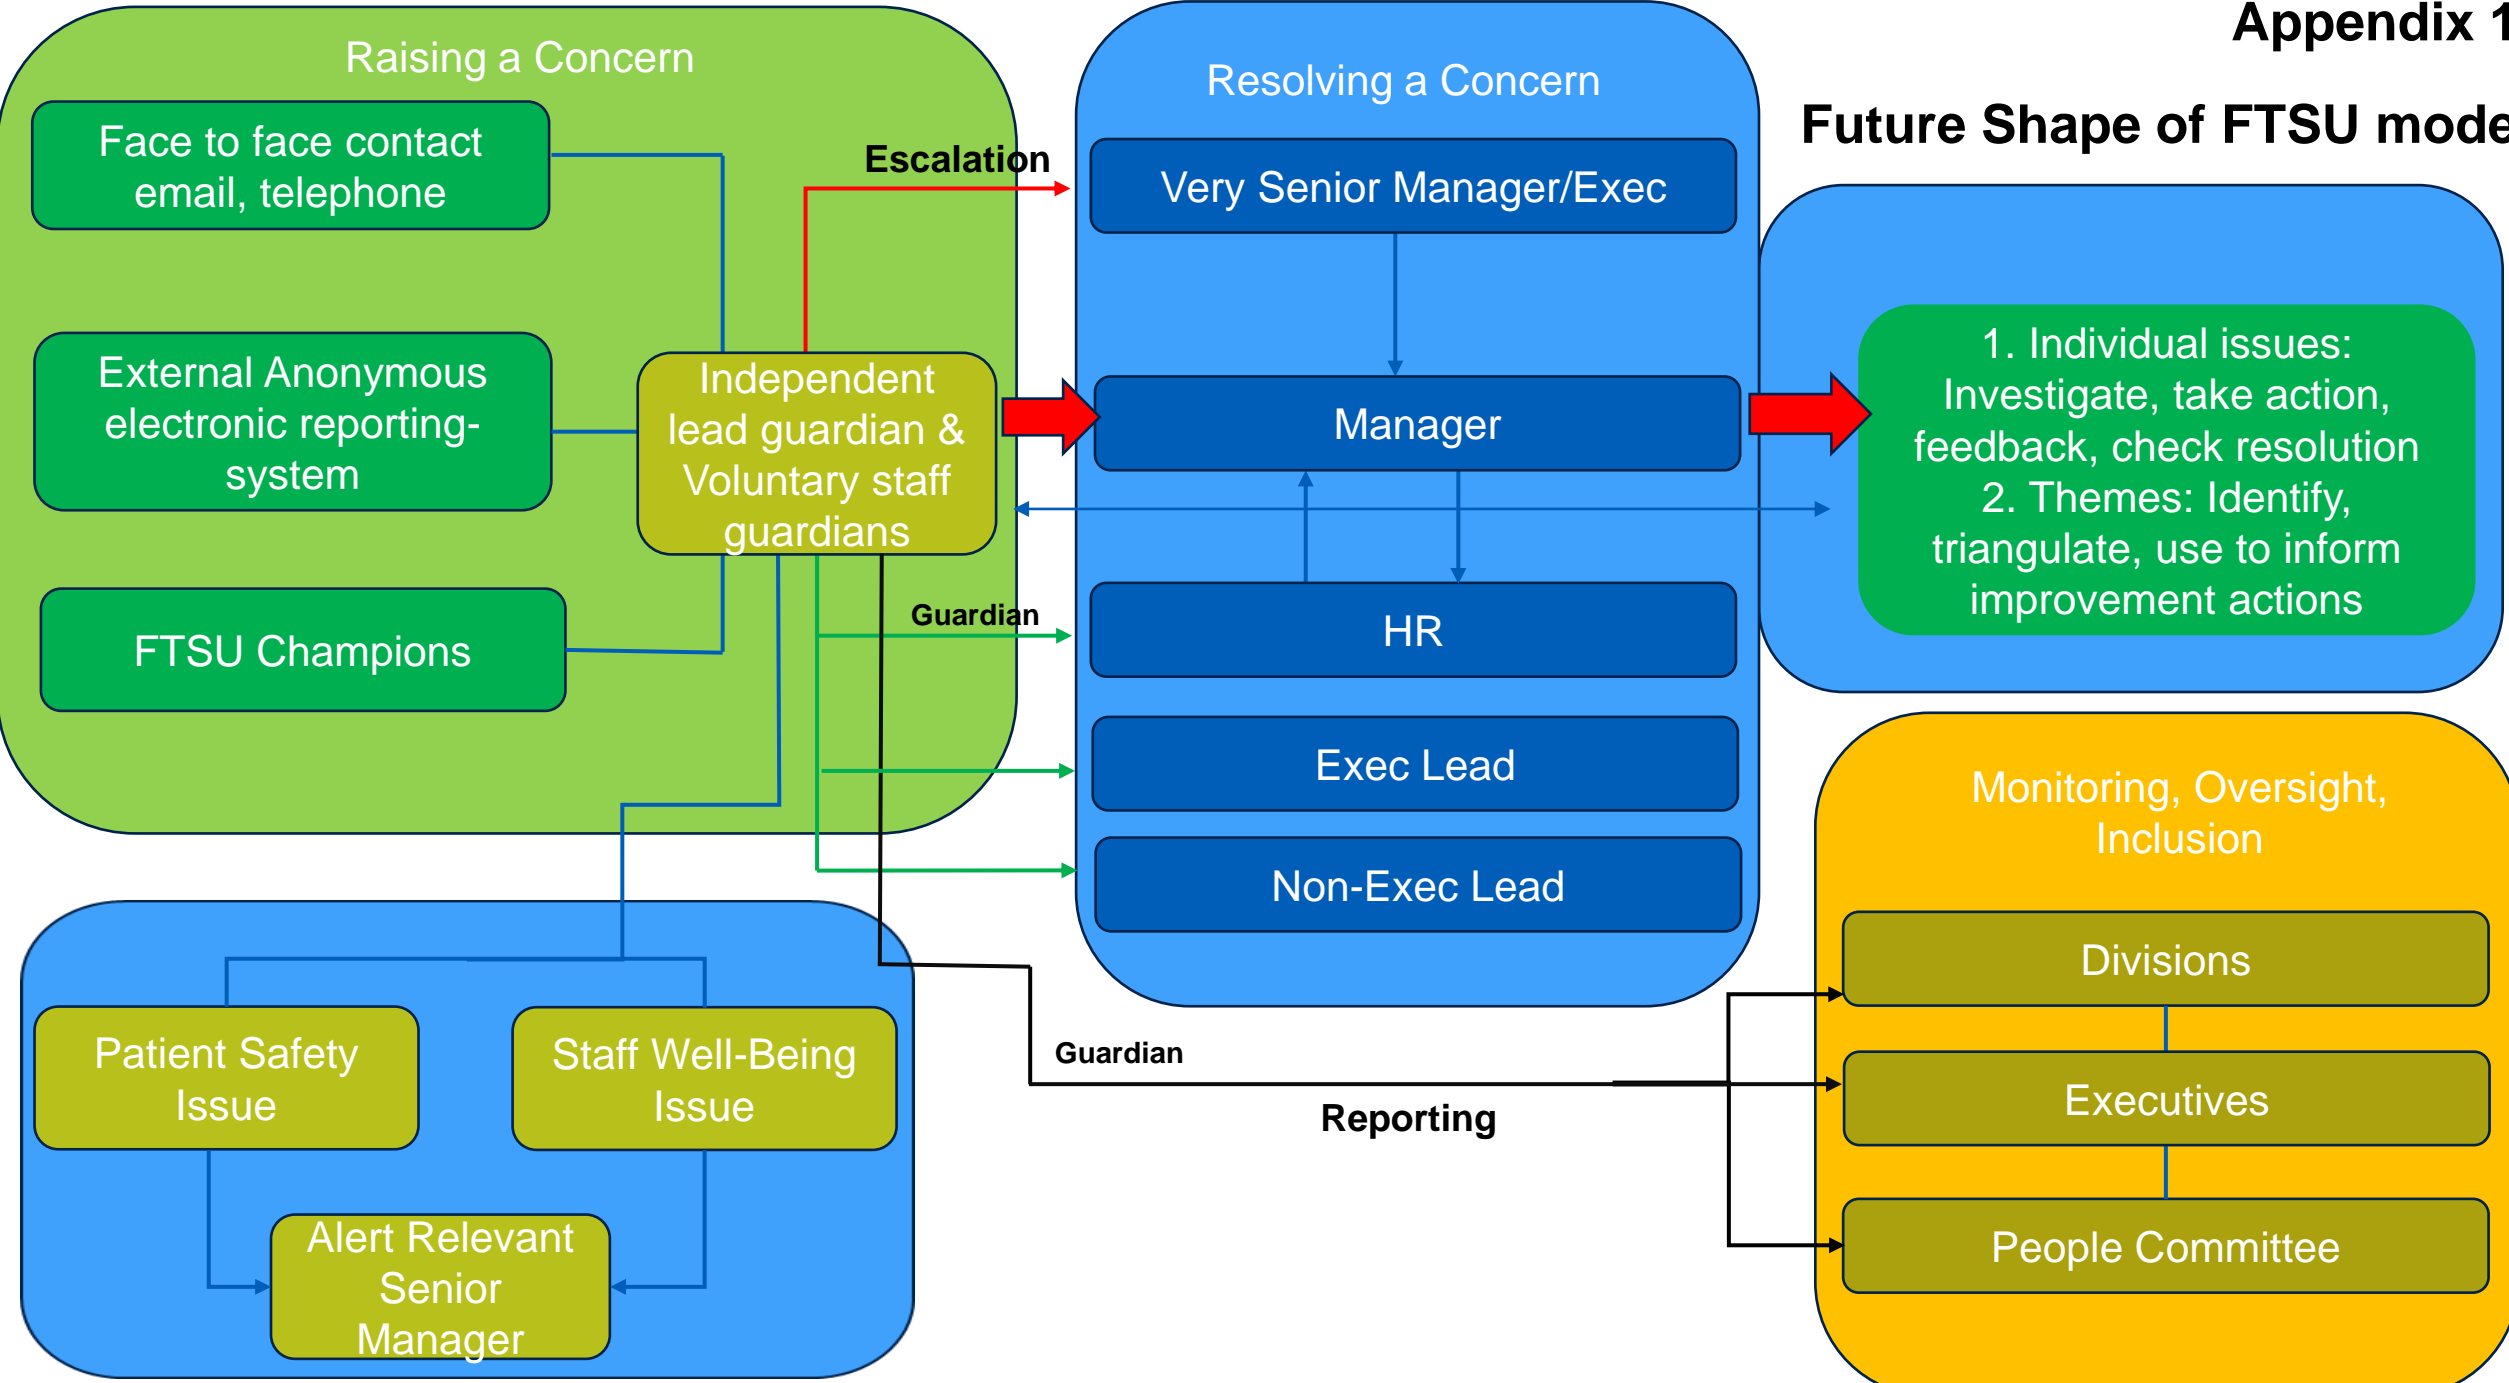 Appendix 1
Future Shape of FTSU mode
Raising a Concern
Face to face contact
email, telephone
External Anonymous
electronic reporting-
system
FTSU Champions
Independent
lead guardian &
Voluntary staff
guardians
Escalation
Guardian
Resolving a Concern
Very Senior Manager/Exec
Manager
HR
Exec Lead
Non-Exec Lead
1. Individual issues:
Investigate, take action,
feedback, check resolution
2. Themes: Identify,
triangulate, use to inform
improvement actions
Patient Safety
Issue
Staff Well-Being
Issue
Alert Relevant
Senior
Manager
Guardian
Reporting
Monitoring, Oversight,
Inclusion
Divisions
Executives
People Committee